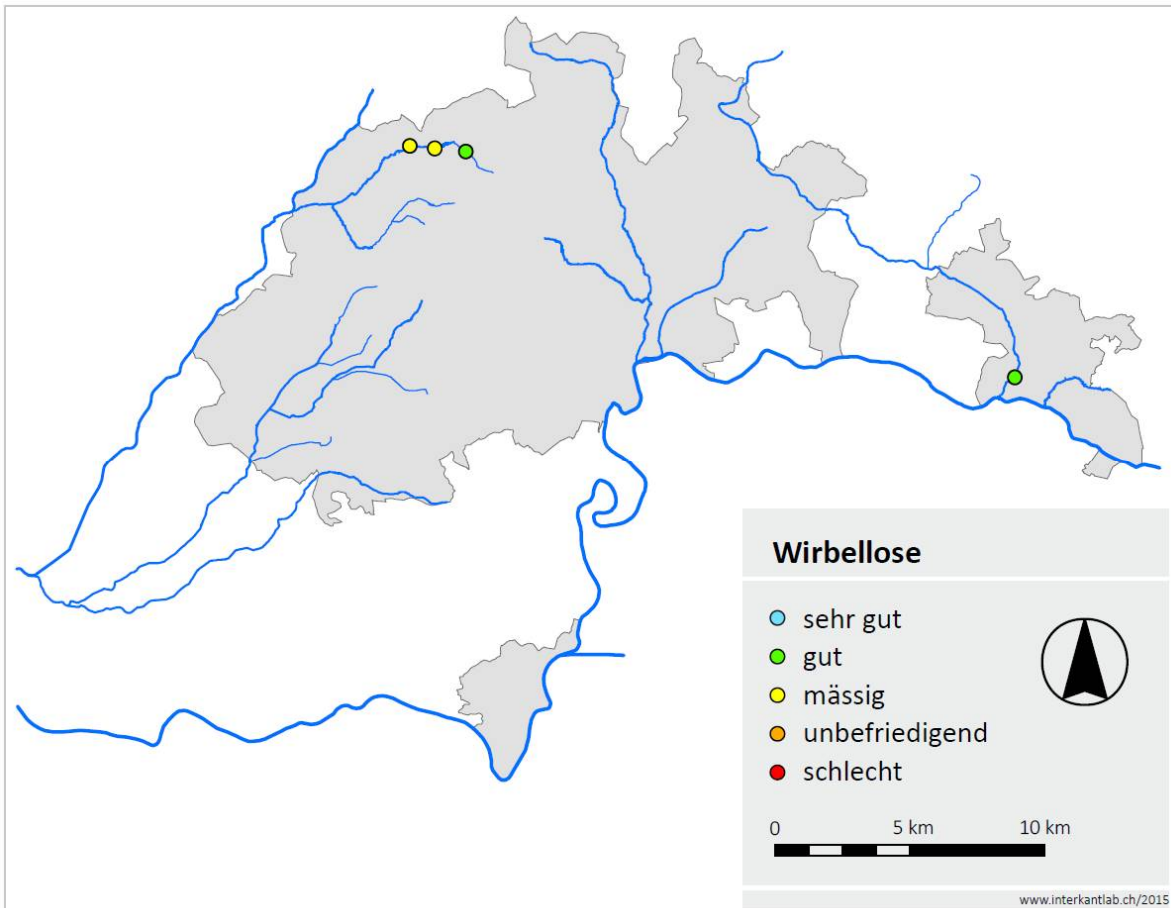 Wirbellose
sehr gut
gut
mässig
unbefriedigend
schlecht
0 5 km 10 km
www.interkantlab.ch/2015